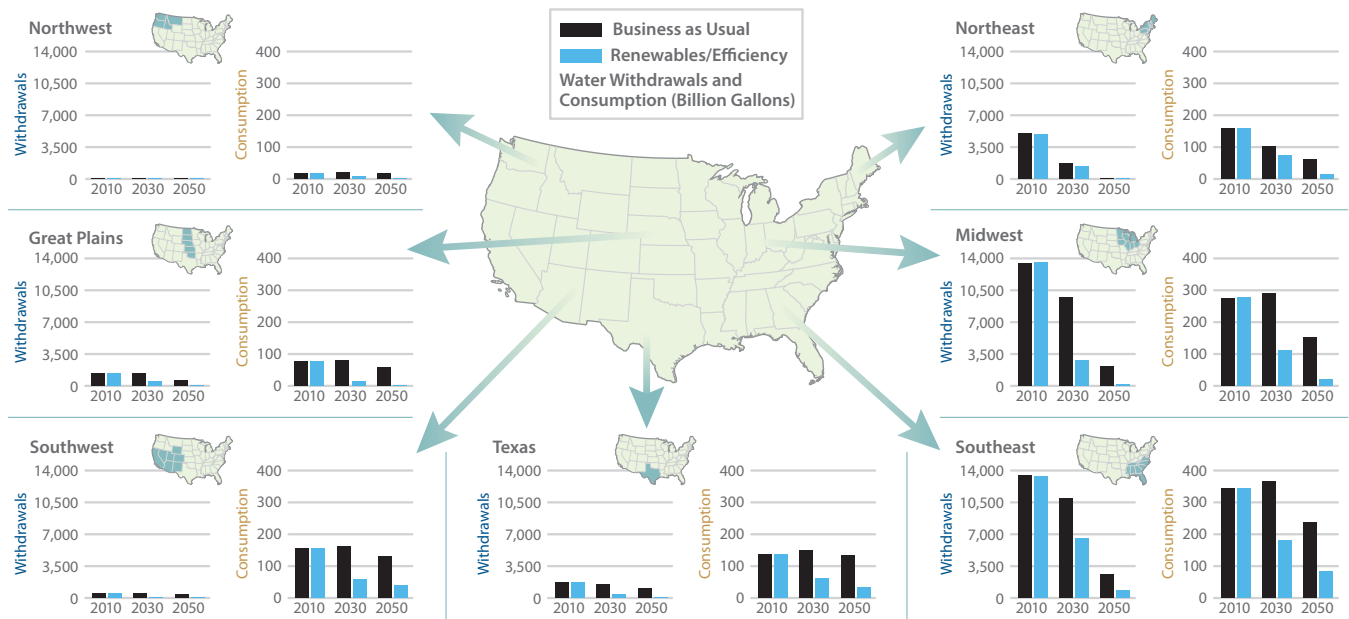 Business as Usual
Renewables/Efficiency
Water Withdrawals and
Consumption (Billion Gallons)
Northwest
Withdrawals
14,000
10,500
7,000
3,500
0
2010 2030 2050
Consumption
400
300
200
100
0
2010 2030 2050
Northeast
Withdrawals
14,000
10,500
7,000
3,500
0
2010 2030 2050
Consumption
400
300
200
100
0
2010 2030 2050
Great Plains
Withdrawals
14,000
10,500
7,000
3,500
0
2010 2030 2050
Consumption
400
300
200
100
0
2010 2030 2050
Midwest
Withdrawals
14,000
10,500
7,000
3,500
0
2010 2030 2050
Consumption
400
300
200
100
0
2010 2030 2050
Southwest
Withdrawals
14,000
10,500
7,000
3,500
0
2010 2030 2050
Consumption
400
300
200
100
0
2010 2030 2050
Texas
Withdrawals
14,000
10,500
7,000
3,500
0
2010 2030 2050
Consumption
400
300
200
100
0
2010 2030 2050
Southeast
Withdrawals
14,000
10,500
7,000
3,500
0
2010 2030 2050
Consumption
400
300
200
100
0
2010 2030 2050